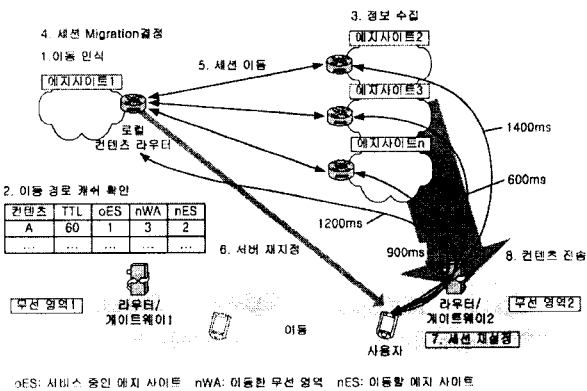 3. 정보 수집
4. 세션 Migration결정
에지사이트2
1.이동 인식
5. 세션 이동
에지사이트1
에지사이트3
로컬
컨텐츠 라우터
에지사이트n
1400ms
600ms
2. 이동 경로 캐쉬 확인
1200ms
컨텐츠 TTL oES nWA nES
A 60 1 3 2
... ... ... ... ...
6. 서버 재지정
900ms
8. 컨텐츠 전송
무선 영역1
라우터/
게이트웨이1
이동
사용자
라우터/
게이트웨이2
무선 영역2
7. 세션 재설정
oES: 서비스 중인 에지 사이트 nWA: 이동한 무선 영역 nES: 이동할 에지 사이트